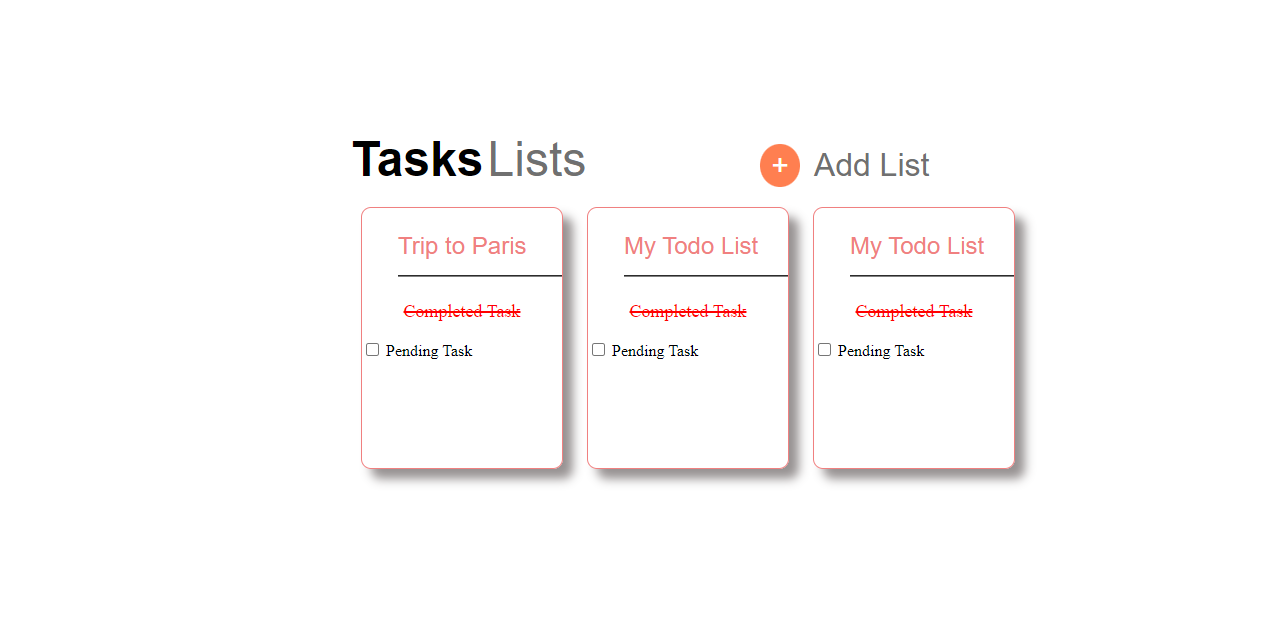 Tasks Lists
+ Add List
Trip to Paris
Completed Task
Pending Task
My Todo List
Completed Task
Pending Task
My Todo List
Completed Task
Pending Task